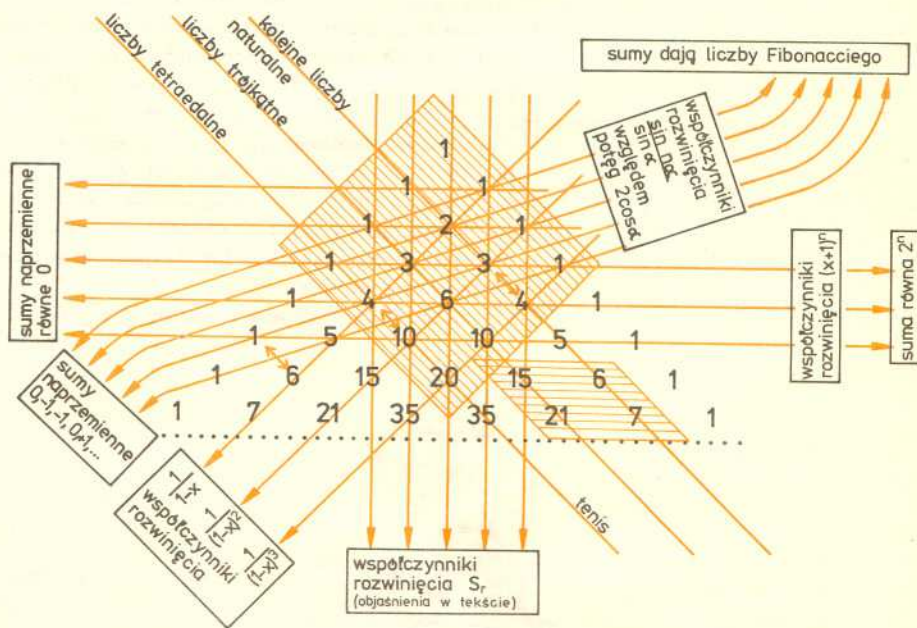 liczby tetraedalne
liczby trójkątne
kolejne liczby
naturalne
sumy dają liczby Fibonacciego
współczynniki
rozwinięcia
sin nα
sin α
względem
potęg 2cosα
sumy naprzemienne
równe 0
współczynniki
rozwinięcia (x+1)ⁿ
suma równa 2ⁿ
1
1 1
1 2 1
1 3 3 1
1 4 6 4 1
1 5 10 10 5 1
1 6 15 20 15 6 1
1 7 21 35 35 21 7 1
sumy
naprzemienne
0,-1,-1,0,1,...
1/(1-x) 1/(1-x)² 1/(1-x)³
współczynniki
rozwinięcia
współczynniki
rozwinięcia Sᵣ
(objaśnienia w tekście)
tenis